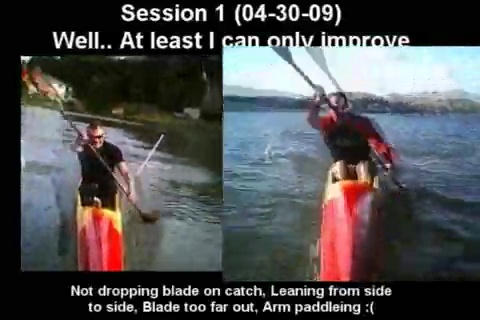 Session 1 (04-30-09)
Well.. At least I can only improve
Not dropping blade on catch, Leaning from side
to side, Blade too far out, Arm paddleing :(